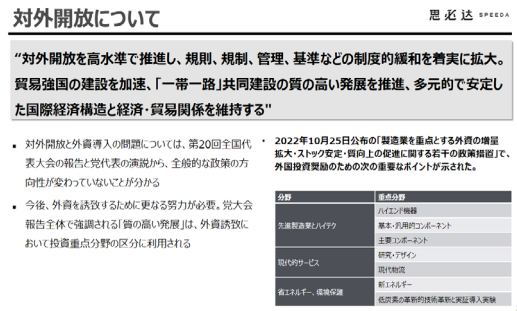 対外開放について
思必达 SPEEDA
“対外開放を高水準で推進し、規則、規制、管理、基準などの制度的緩和を着実に拡大。
貿易強国の建設を加速、「一帯一路」共同建設の質の高い発展を推進、多元的で安定し
た国際経済構造と経済・貿易関係を維持する"
対外開放と外資導入の問題については、第20回全国代
表大会の報告と党代表の演説から、全般的な政策の方
向性が変わっていないことが分かる
今後、外資を誘致するために更なる努力が必要。党大会
報告全体で強調される「質の高い発展」は、外資誘致に
おいて投資重点分野の区分に利用される
2022年10月25日公布の「製造業を重点とする外資の増量
拡大・ストック安定・質向上の促進に関する若干の政策措置」で、
外国投資奨励のための次の重要なポイントが示された。
分野 重点分野
先進製造業とハイテク
ハイエンド機器
基本・汎用的コンポーネント
主要コンポーネント
現代的サービス
研究・デザイン
現代物流
省エネルギー、環境保護
新エネルギー
低炭素の革新的技術革新と実証導入実験